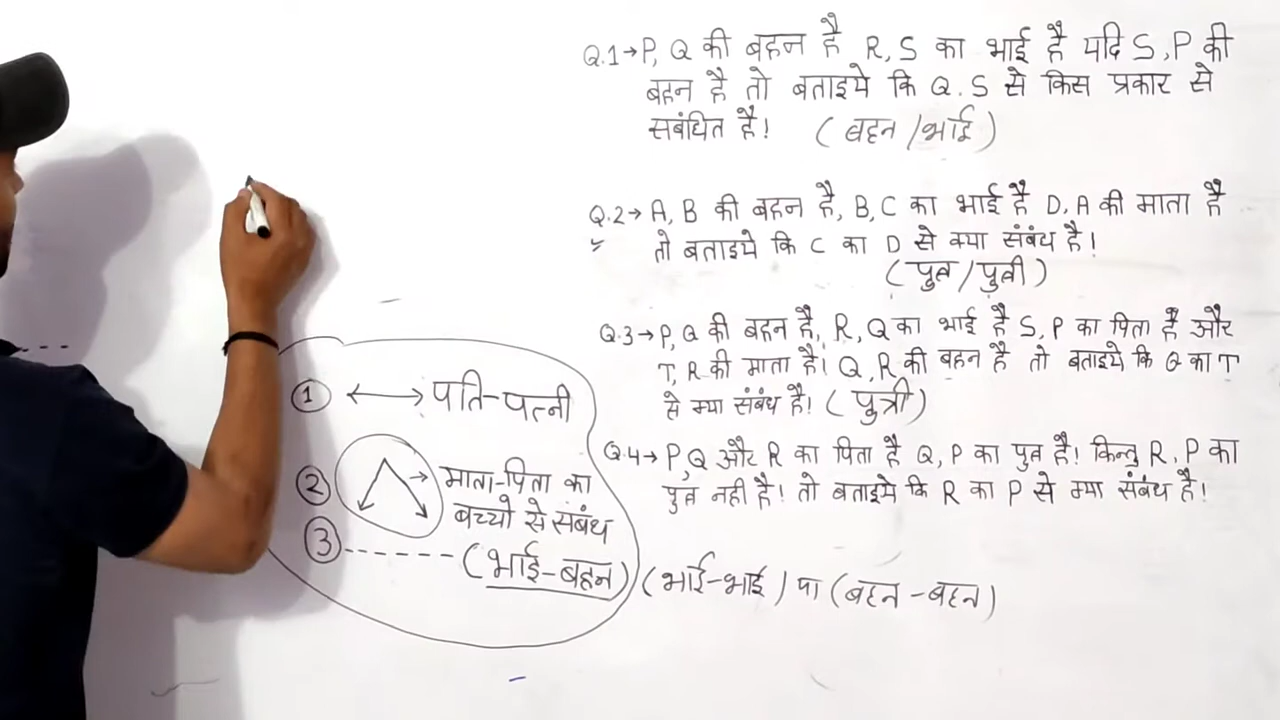 Q.1→P, Q की बहन है R, S का भाई है यदि S, P की
बहन है तो बताइये कि Q. S से किस प्रकार से
सबंधित है! (बहन /भाई)
Q.2→ A, B की बहन है, B, C का भाई है D, A की माता है
तो बताइये कि C का D से क्या संबंध है!
(पुत्र/पुत्री)
Q.3→P, Q की बहन है, R, Q का भाई है S, P का पिता है और
T, R की माता है। Q, R की बहन है तो बताइये कि Q का T
से क्या संबंध है! (पुत्री)
Q.4→ P, Q और R का पिता है Q, P का पुत्र है! किन्तु R, P का
पुत्र नही है! तो बताइये कि R का P से क्या संबंध है!
① ↔ पति-पत्नी
② → माता-पिता का
बच्चो से संबंध
③ ------- (भाई-बहन) (भाई-भाई) या (बहन -बहन)